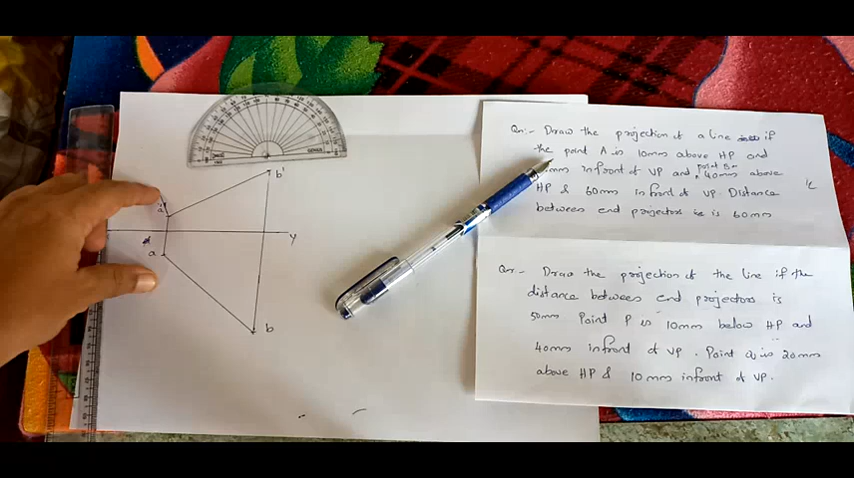 Qn:- Draw the projection of a line if
the point A is 10mm above HP and
mm infront of VP and point B is 40mm above
HP & 60mm infront of VP. Distance
between end projectors is 60mm
Qn:- Draw the projection of the line if the
distance between end projectors is
50mm Point P is 10mm below HP and
40mm infront of VP. Point Q is 20mm
above HP & 10mm infront of VP.
a'
b'
y
a
b